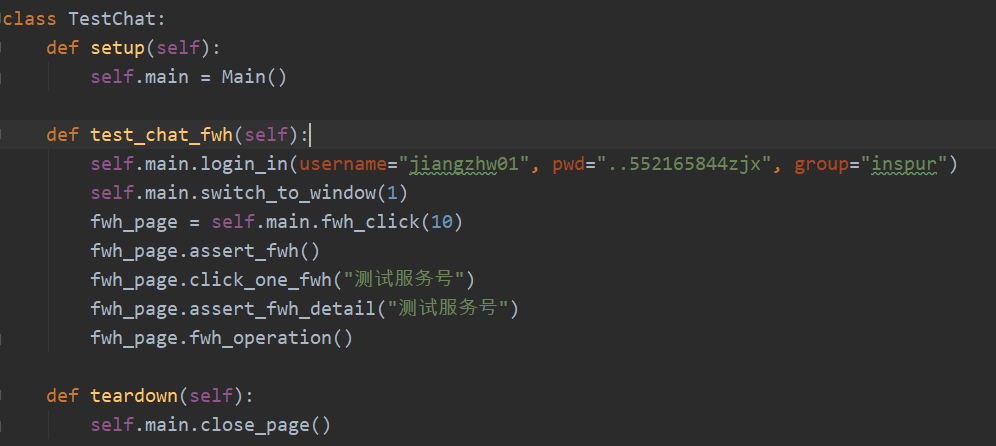 class TestChat:
def setup(self):
self.main = Main()
def test_chat_fwh(self):
self.main.login_in(username="jiangzhw01", pwd="..552165844zjx", group="inspur")
self.main.switch_to_window(1)
fwh_page = self.main.fwh_click(10)
fwh_page.assert_fwh()
fwh_page.click_one_fwh("测试服务号")
fwh_page.assert_fwh_detail("测试服务号")
fwh_page.fwh_operation()
def teardown(self):
self.main.close_page()